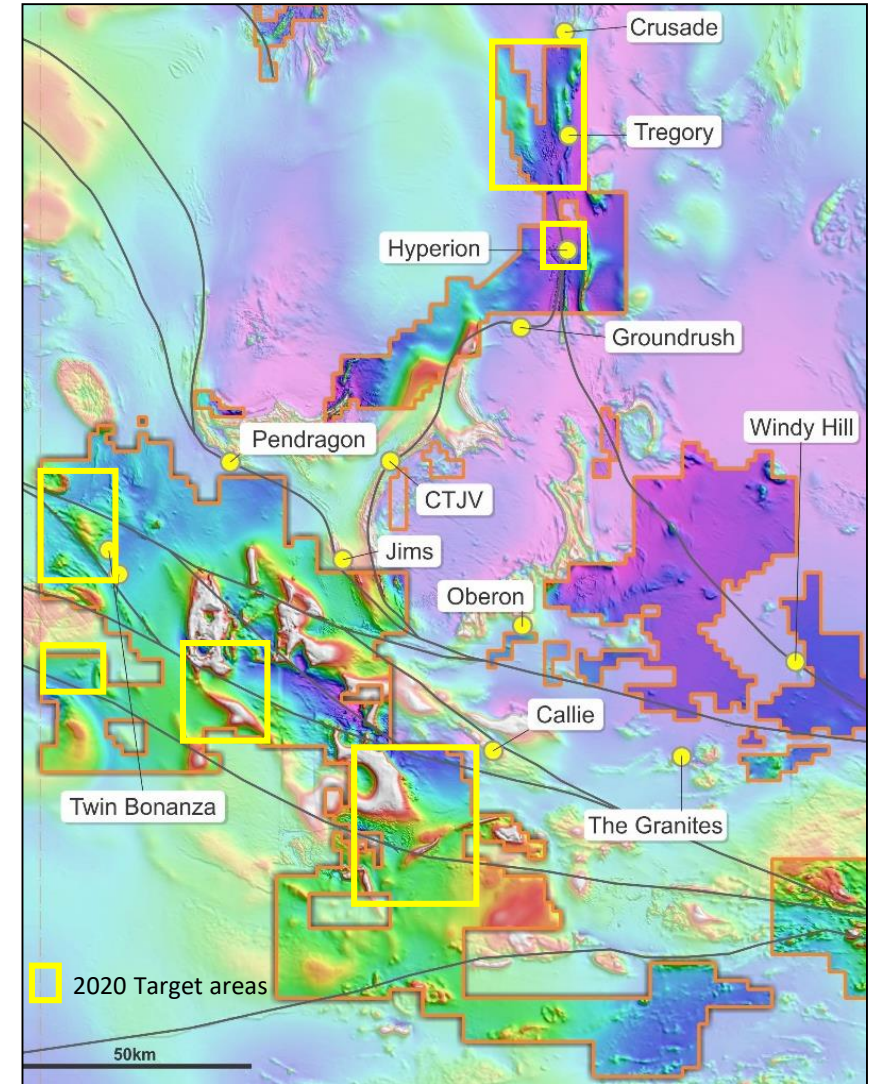 Crusade
Tregory
Hyperion
Groundrush
Windy Hill
Pendragon
CTJV
Jims
Oberon
Callie
Twin Bonanza
The Granites
2020 Target areas
50km